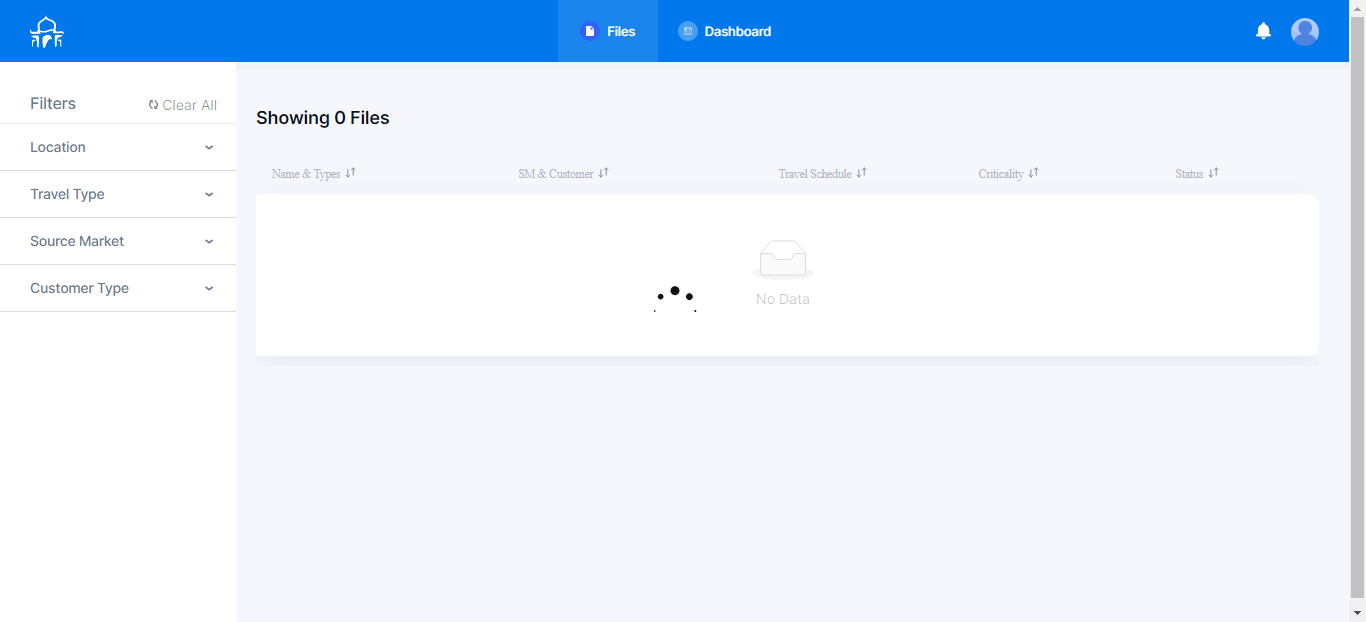 Files
Dashboard
Filters
Clear All
Location
Travel Type
Source Market
Customer Type
Showing 0 Files
Name & Types
SM & Customer
Travel Schedule
Criticality
Status
No Data